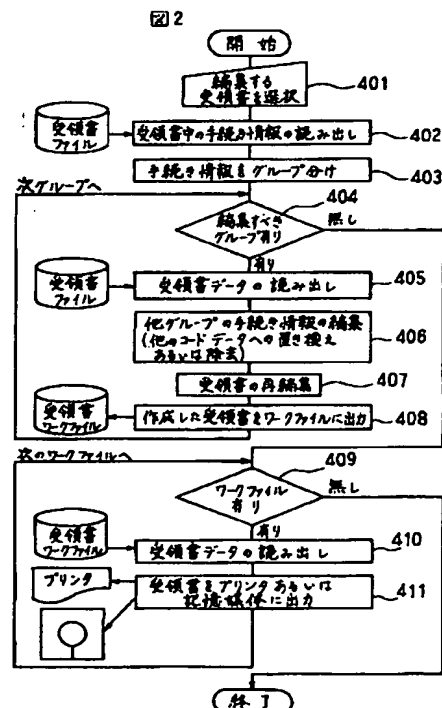 図2
開始
編集する
受領書を選択
401
受領書
ファイル
受領書中の手続き情報の読み出し
402
手続き情報をグループ分け
403
次グループへ
404
編集すべき
グループ有り
無し
有り
受領書
ファイル
受領書データの読み出し
405
他グループの手続き情報の編集
(他のコードデータへの置き換え
あるいは除去)
406
受領書の再編集
407
受領書
ワークファイル
作成した受領書をワークファイルに出力
408
次のワークファイルへ
409
ワークファイル
有り
無し
有り
受領書
ワークファイル
受領書データの読み出し
410
プリンタ
受領書をプリンタあるいは
記憶媒体に出力
411
終了